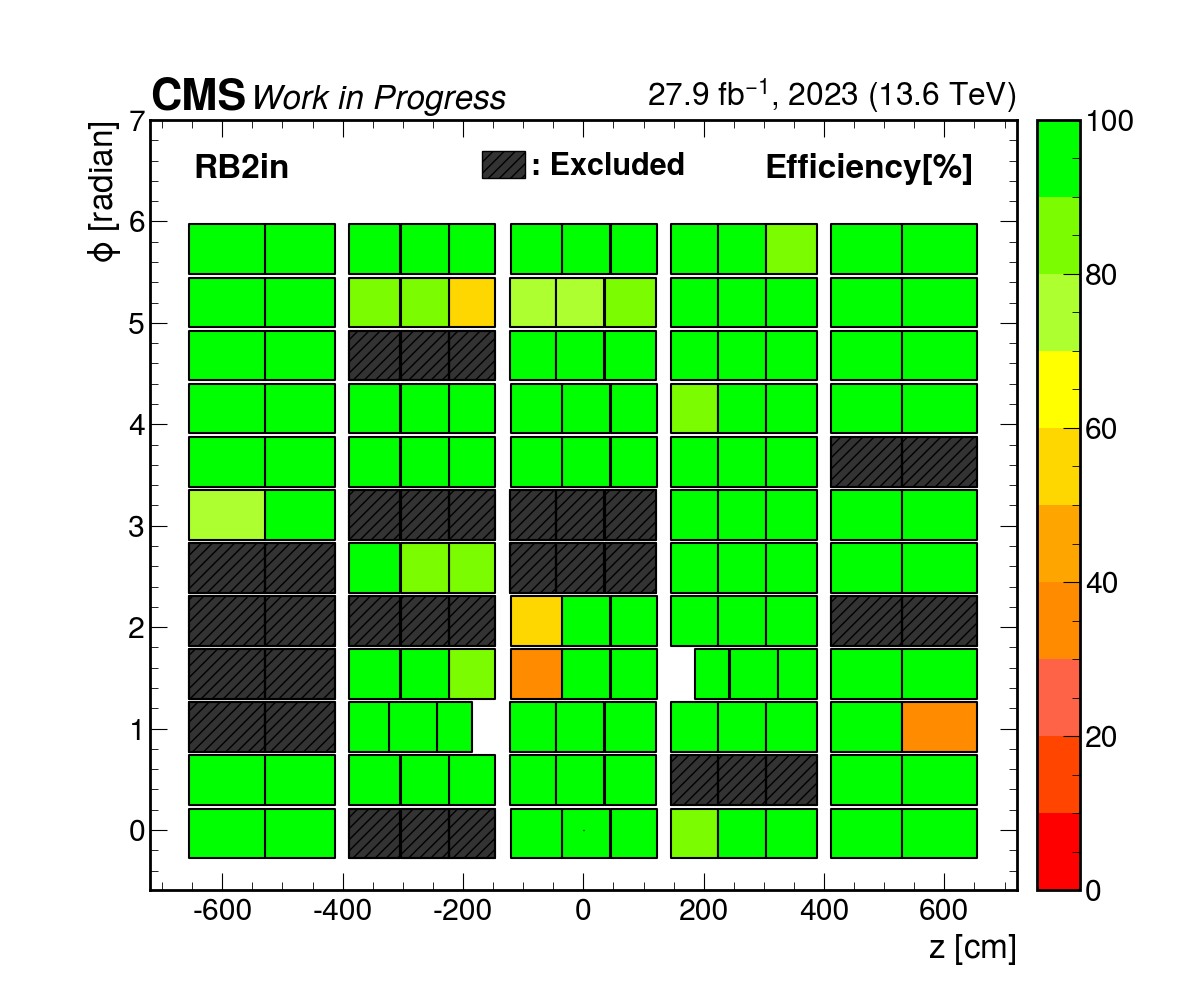 CMS Work in Progress 27.9 fb⁻¹, 2023 (13.6 TeV)
RB2in : Excluded Efficiency[%]
ϕ [radian]
7
6
5
4
3
2
1
0
-600 -400 -200 0 200 400 600
z [cm]
100
80
60
40
20
0